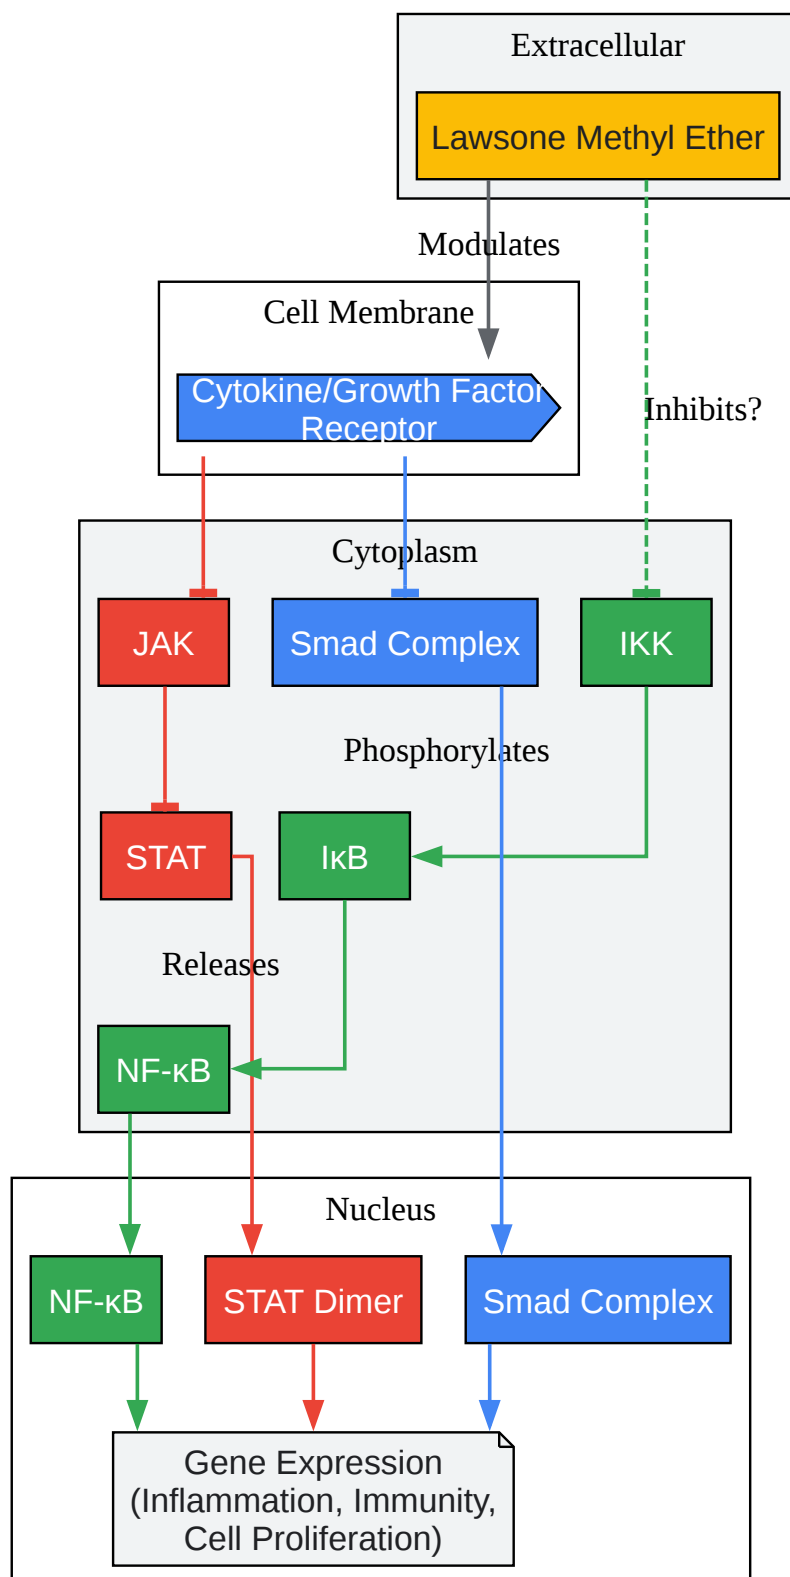 Extracellular
Lawsone Methyl Ether
Modulates
Cell Membrane
Cytokine/Growth Factor
Receptor
Inhibits?
Cytoplasm
JAK
Smad Complex
IKK
Phosphorylates
STAT
IκB
Releases
NF-κB
Nucleus
NF-κB
STAT Dimer
Smad Complex
Gene Expression
(Inflammation, Immunity,
Cell Proliferation)